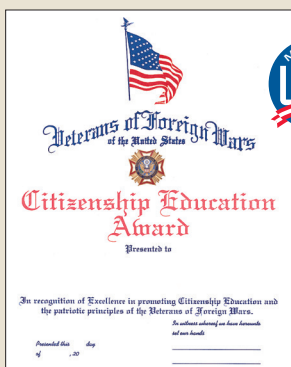 Veterans of Foreign Wars
of the United States
Citizenship Education
Award
Presented to
In recognition of Excellence in promoting Citizenship Education and
the patriotic principles of the Veterans of Foreign Wars.
In witness whereof we have hereunto
set our hands
Presented this day
of , 20